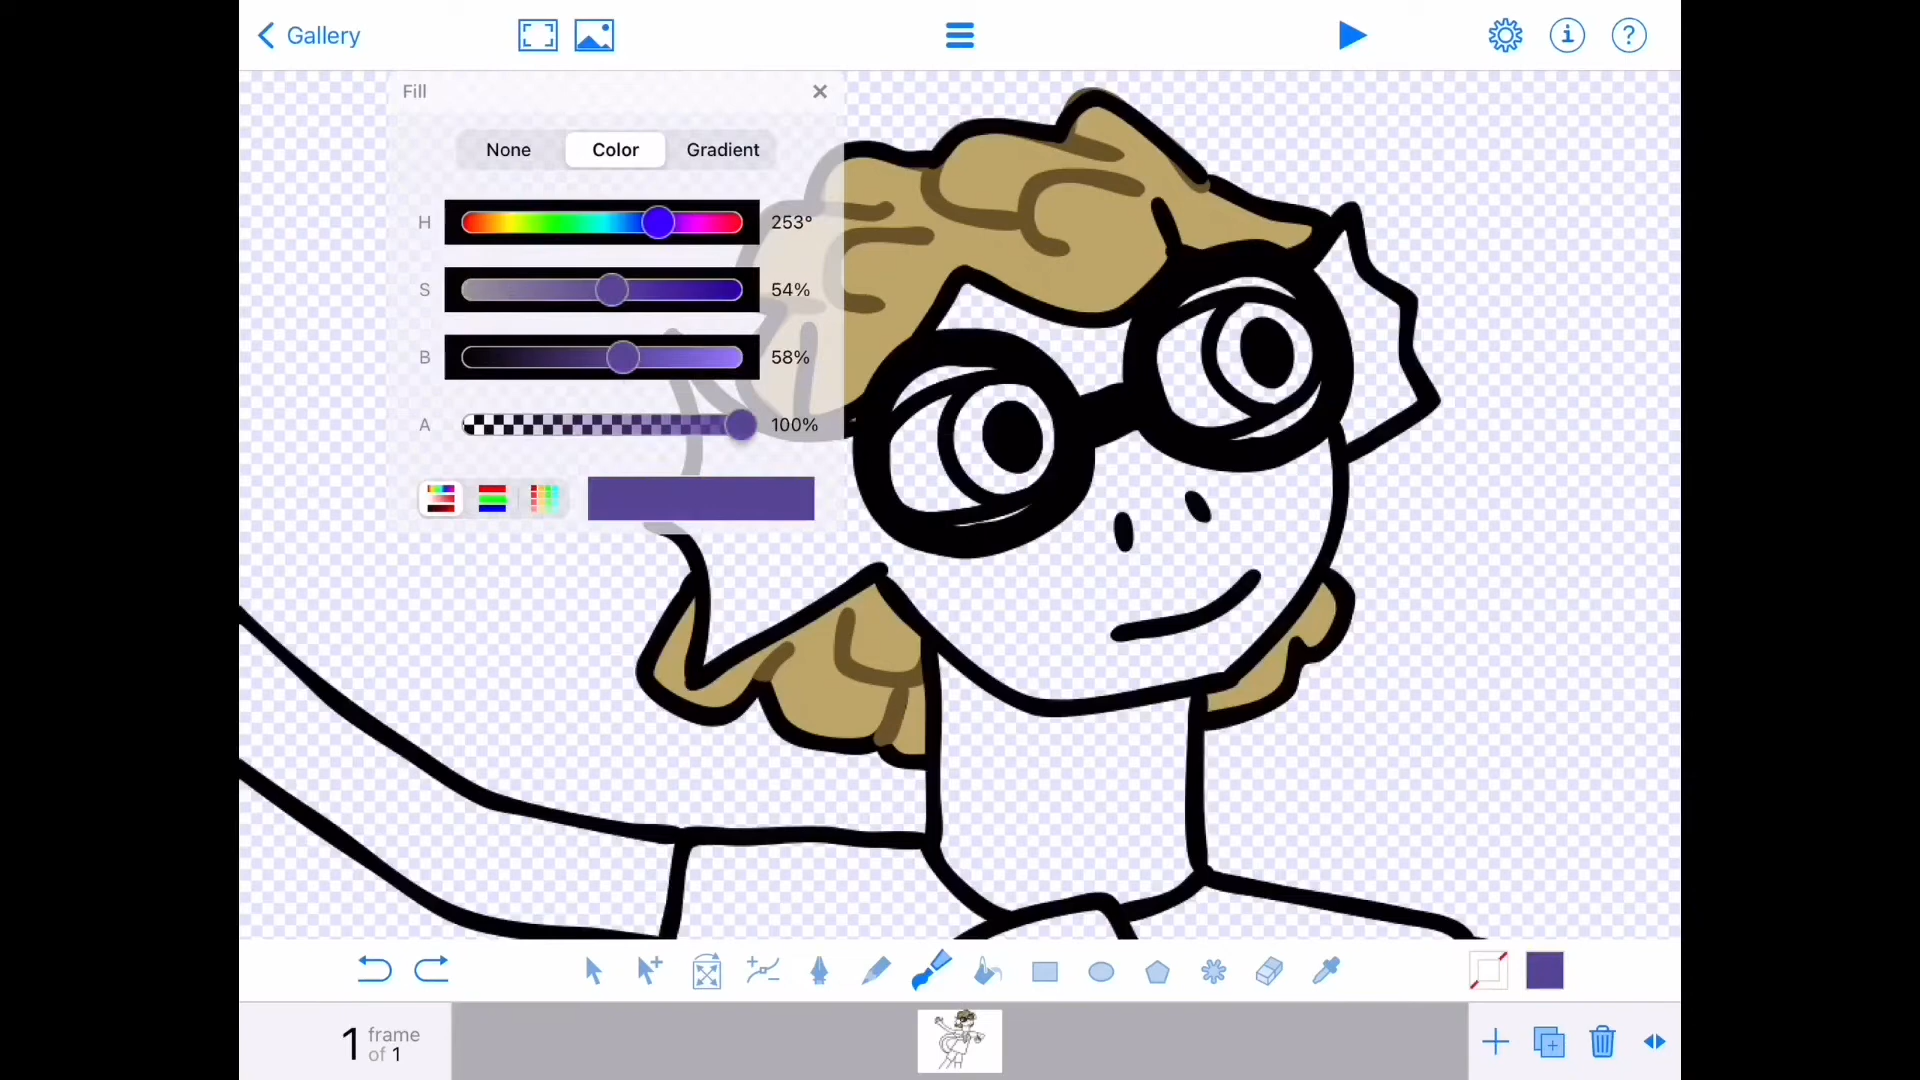 Gallery
Fill
None Color Gradient
H 253°
S 54%
B 58%
A 100%
1 frame
of 1